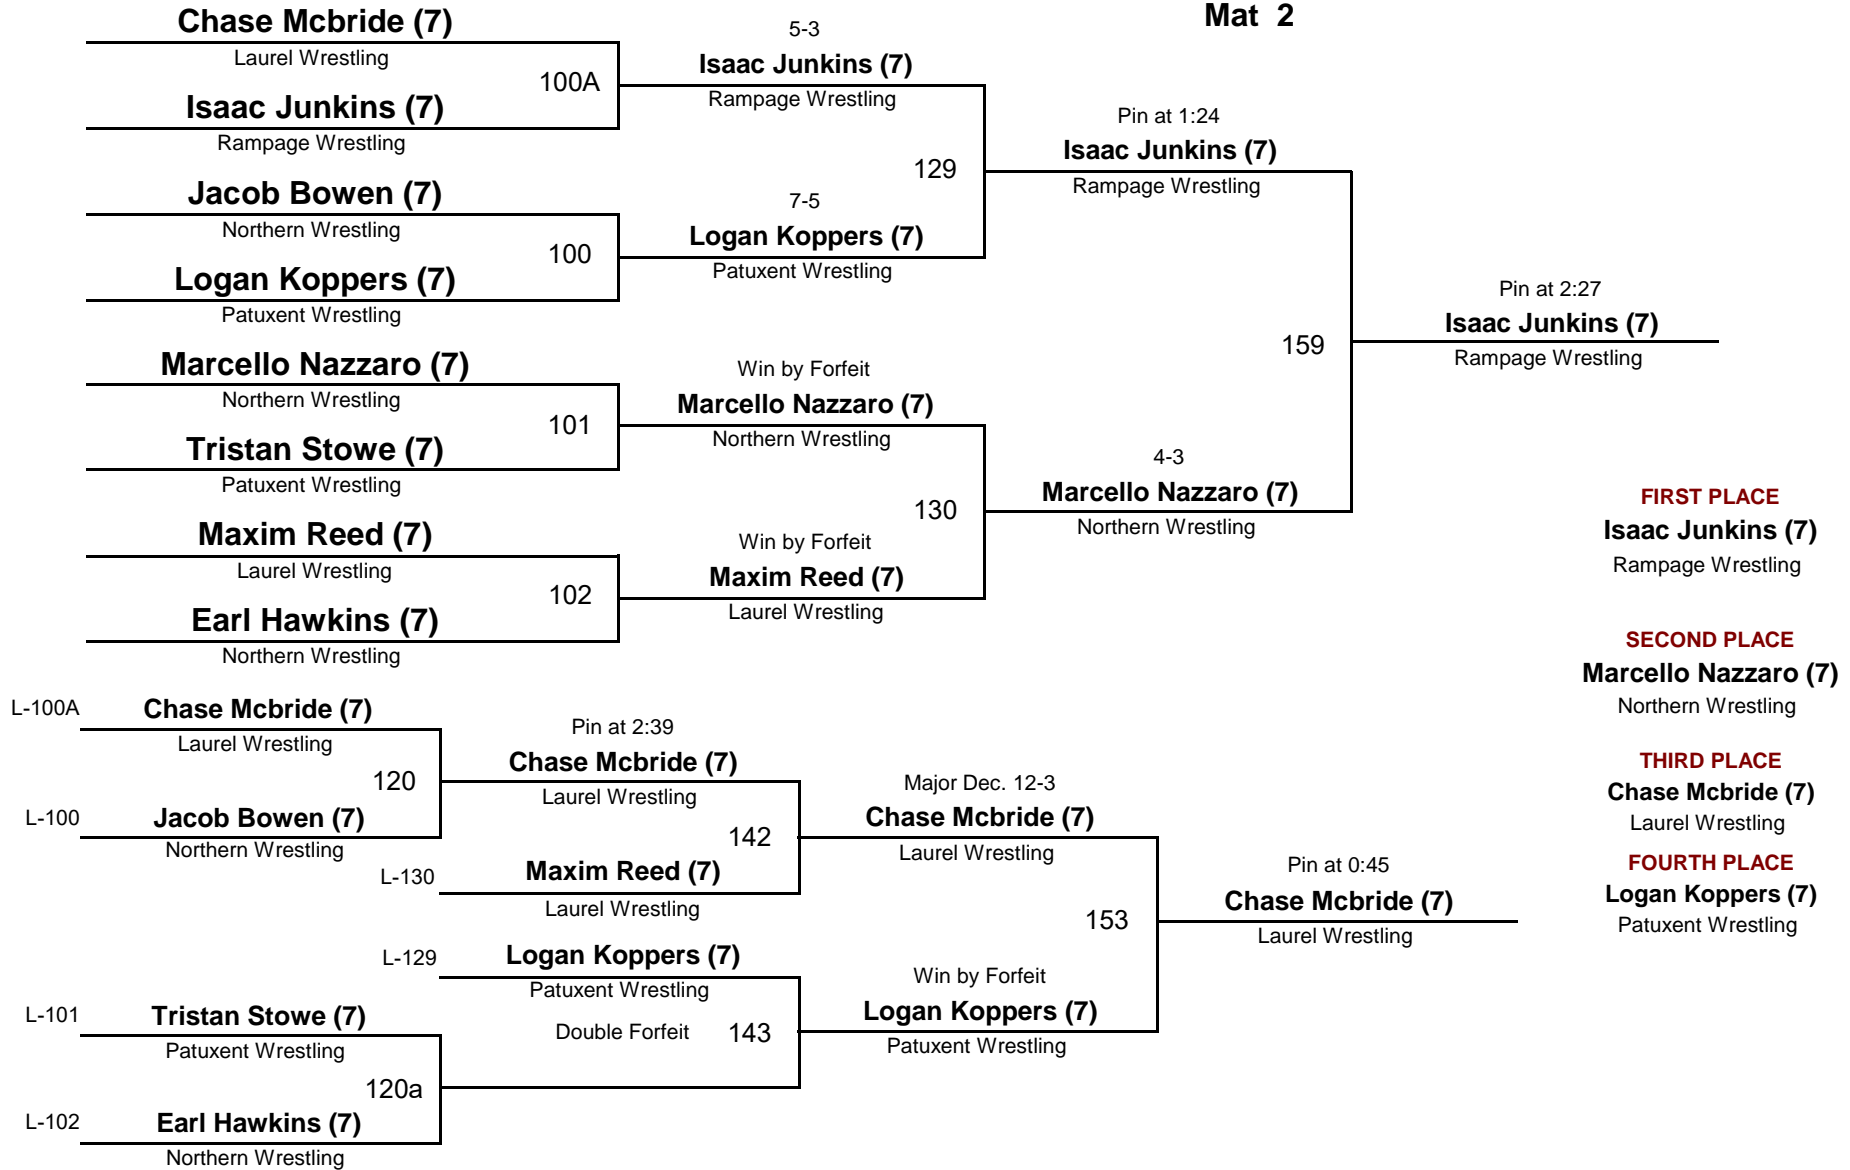 Mat 2
Chase Mcbride (7)
Laurel Wrestling
100A
Isaac Junkins (7)
Rampage Wrestling
Jacob Bowen (7)
Northern Wrestling
100
Logan Koppers (7)
Patuxent Wrestling
Marcello Nazzaro (7)
Northern Wrestling
101
Tristan Stowe (7)
Patuxent Wrestling
Maxim Reed (7)
Laurel Wrestling
102
Earl Hawkins (7)
Northern Wrestling
5-3
Isaac Junkins (7)
Rampage Wrestling
129
7-5
Logan Koppers (7)
Patuxent Wrestling
Win by Forfeit
Marcello Nazzaro (7)
Northern Wrestling
130
Win by Forfeit
Maxim Reed (7)
Laurel Wrestling
Pin at 1:24
Isaac Junkins (7)
Rampage Wrestling
159
4-3
Marcello Nazzaro (7)
Northern Wrestling
Pin at 2:27
Isaac Junkins (7)
Rampage Wrestling
FIRST PLACE
Isaac Junkins (7)
Rampage Wrestling
SECOND PLACE
Marcello Nazzaro (7)
Northern Wrestling
THIRD PLACE
Chase Mcbride (7)
Laurel Wrestling
FOURTH PLACE
Logan Koppers (7)
Patuxent Wrestling
L-100A
Chase Mcbride (7)
Laurel Wrestling
120
L-100
Jacob Bowen (7)
Northern Wrestling
Pin at 2:39
Chase Mcbride (7)
Laurel Wrestling
142
L-130
Maxim Reed (7)
Laurel Wrestling
L-129
Logan Koppers (7)
Patuxent Wrestling
Double Forfeit
143
L-101
Tristan Stowe (7)
Patuxent Wrestling
120a
L-102
Earl Hawkins (7)
Northern Wrestling
Major Dec. 12-3
Chase Mcbride (7)
Laurel Wrestling
153
Win by Forfeit
Logan Koppers (7)
Patuxent Wrestling
Pin at 0:45
Chase Mcbride (7)
Laurel Wrestling